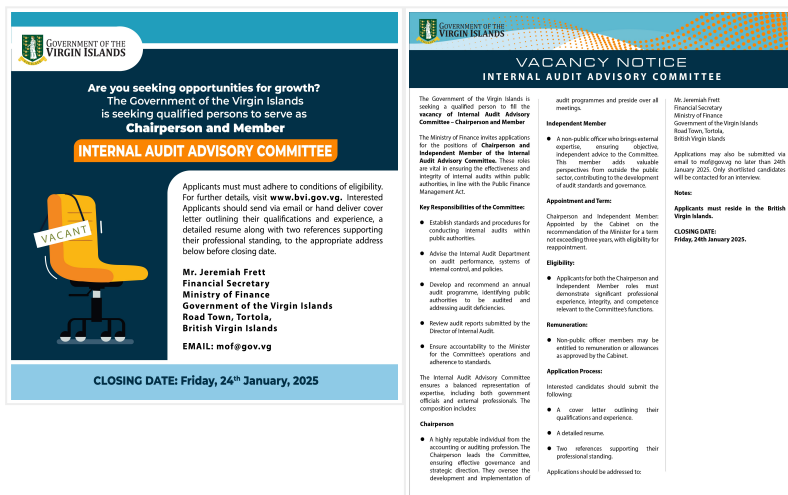 GOVERNMENT OF THE
VIRGIN ISLANDS
Are you seeking opportunities for growth?
The Government of the Virgin Islands
is seeking qualified persons to serve as
Chairperson and Member
INTERNAL AUDIT ADVISORY COMMITTEE
Applicants must must adhere to conditions of eligibility.
For further details, visit www.bvi.gov.vg. Interested
Applicants should send via email or hand deliver cover
letter outlining their qualifications and experience, a
detailed resume along with two references supporting
their professional standing, to the appropriate address
below before closing date.
VACANT
Mr. Jeremiah Frett
Financial Secretary
Ministry of Finance
Government of the Virgin Islands
Road Town, Tortola,
British Virgin Islands
EMAIL: mof@gov.vg
CLOSING DATE: Friday, 24th January, 2025
GOVERNMENT OF THE
VIRGIN ISLANDS
VACANCY NOTICE
INTERNAL AUDIT ADVISORY COMMITTEE
The Government of the Virgin Islands is
seeking a qualified person to fill the
vacancy of Internal Audit Advisory
Committee – Chairperson and Member
The Ministry of Finance invites applications
for the positions of Chairperson and
Independent Member of the Internal
Audit Advisory Committee. These roles
are vital in ensuring the effectiveness and
integrity of internal audits within public
authorities, in line with the Public Finance
Management Act.
Key Responsibilities of the Committee:
● Establish standards and procedures for
conducting internal audits within
public authorities.
● Advise the Internal Audit Department
on audit performance, systems of
internal control, and policies.
● Develop and recommend an annual
audit programme, identifying public
authorities to be audited and
addressing audit deficiencies.
● Review audit reports submitted by the
Director of Internal Audit.
● Ensure accountability to the Minister
for the Committee's operations and
adherence to standards.
The Internal Audit Advisory Committee
ensures a balanced representation of
expertise, including both government
officials and external professionals. The
composition includes:
Chairperson
● A highly reputable individual from the
accounting or auditing profession. The
Chairperson leads the Committee,
ensuring effective governance and
strategic direction. They oversee the
development and implementation of
audit programmes and preside over all
meetings.
Independent Member
● A non-public officer who brings external
expertise, ensuring objective,
independent advice to the Committee.
This member adds valuable
perspectives from outside the public
sector, contributing to the development
of audit standards and governance.
Appointment and Term:
Chairperson and Independent Member:
Appointed by the Cabinet on the
recommendation of the Minister for a term
not exceeding three years, with eligibility for
reappointment.
Eligibility:
● Applicants for both the Chairperson and
Independent Member roles must
demonstrate significant professional
experience, integrity, and competence
relevant to the Committee's functions.
Remuneration:
● Non-public officer members may be
entitled to remuneration or allowances
as approved by the Cabinet.
Application Process:
Interested candidates should submit the
following:
● A cover letter outlining their
qualifications and experience.
● A detailed resume.
● Two references supporting their
professional standing.
Applications should be addressed to:
Mr. Jeremiah Frett
Financial Secretary
Ministry of Finance
Government of the Virgin Islands
Road Town, Tortola,
British Virgin Islands
Applications may also be submitted via
email to mof@gov.vg no later than 24th
January 2025. Only shortlisted candidates
will be contacted for an interview.
Notes:
Applicants must reside in the British
Virgin Islands.
CLOSING DATE:
Friday, 24th January 2025.